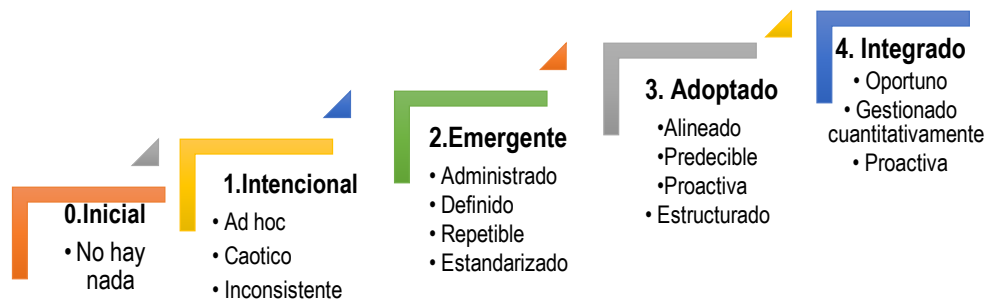 0.Inicial
• No hay
nada
1.Intencional
• Ad hoc
• Caotico
• Inconsistente
2.Emergente
• Administrado
• Definido
• Repetible
• Estandarizado
3. Adoptado
•Alineado
•Predecible
•Proactiva
• Estructurado
4. Integrado
• Oportuno
• Gestionado
cuantitativamente
• Proactiva